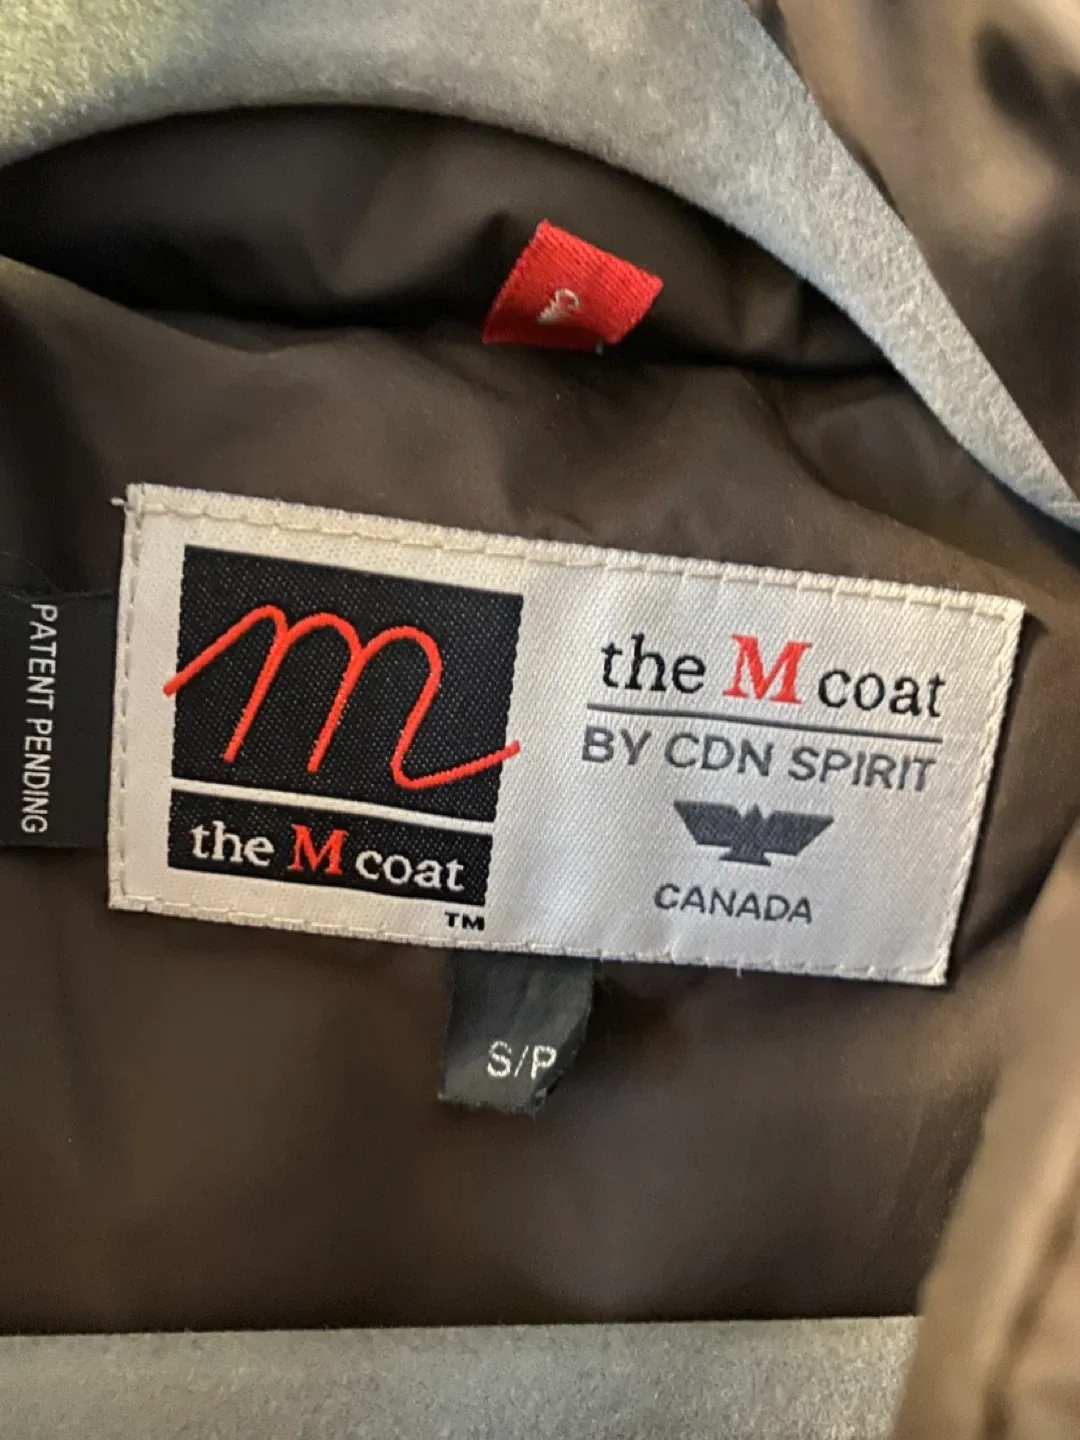 PATENT PENDING
m
the M coat
TM
the M coat
BY CDN SPIRIT
CANADA
S/P